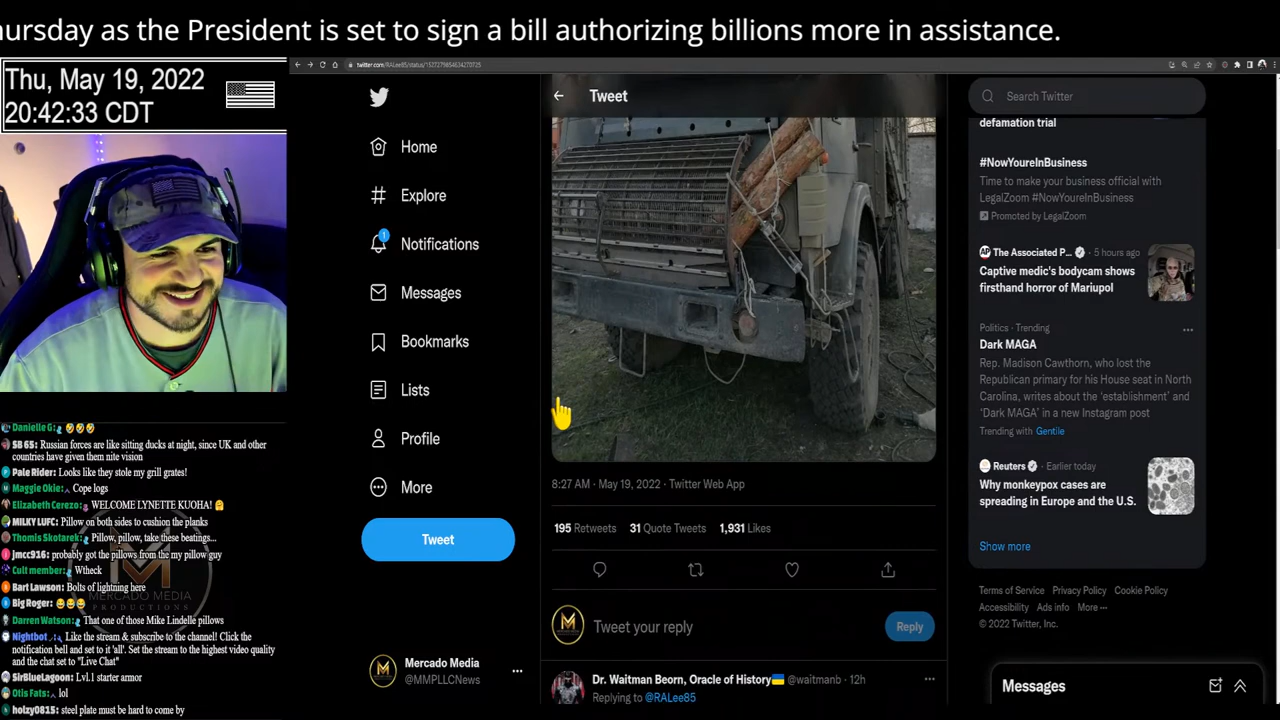 hursday as the President is set to sign a bill authorizing billions more in assistance.
Thu, May 19, 2022
20:42:33 CDT
twitter.com/RALee85/status/1527279854634270725
Tweet
Search Twitter
Home
Explore
1
Notifications
Messages
Bookmarks
Lists
Profile
More
Tweet
Mercado Media
@MMPLLCNews
8:27 AM · May 19, 2022 · Twitter Web App
195 Retweets 31 Quote Tweets 1,931 Likes
Tweet your reply
Reply
Dr. Waitman Beorn, Oracle of History @waitmanb · 12h
Replying to @RALee85
defamation trial
#NowYoureInBusiness
Time to make your business official with
LegalZoom #NowYoureInBusiness
Promoted by LegalZoom
AP The Associated P... · 5 hours ago
Captive medic's bodycam shows
firsthand horror of Mariupol
Politics · Trending
Dark MAGA
Rep. Madison Cawthorn, who lost the
Republican primary for his House seat in North
Carolina, writes about the 'establishment' and
'Dark MAGA' in a new Instagram post
Trending with Gentile
Reuters · Earlier today
Why monkeypox cases are
spreading in Europe and the U.S.
Show more
Terms of Service Privacy Policy Cookie Policy
Accessibility Ads info More ···
© 2022 Twitter, Inc.
Messages
Danielle G:
SB 65: Russian forces are like sitting ducks at night, since UK and other
countries have given them nite vision
Pale Rider: Looks like they stole my grill grates!
Maggie Okie: Cope logs
Elizabeth Cerezo: WELCOME LYNETTE KUOHA!
MILKY LUFC: Pillow on both sides to cushion the planks
Thomis Skotarek: Pillow, pillow, take these beatings...
jmcc916: probably got the pillows from the my pillow guy
Cult member: Wtheck
Bart Lawson: Bolts of lightning here
Big Roger:
Darren Watson: That one of those Mike Lindelle pillows
Nightbot: Like the stream & subscribe to the channel! Click the
notification bell and set to it 'all'. Set the stream to the highest video quality
and the chat set to "Live Chat"
SirBlueLagoon: Lvl.1 starter armor
Otis Fats: lol
holzy0815: steel plate must be hard to come by
MERCADO MEDIA
PRODUCTIONS